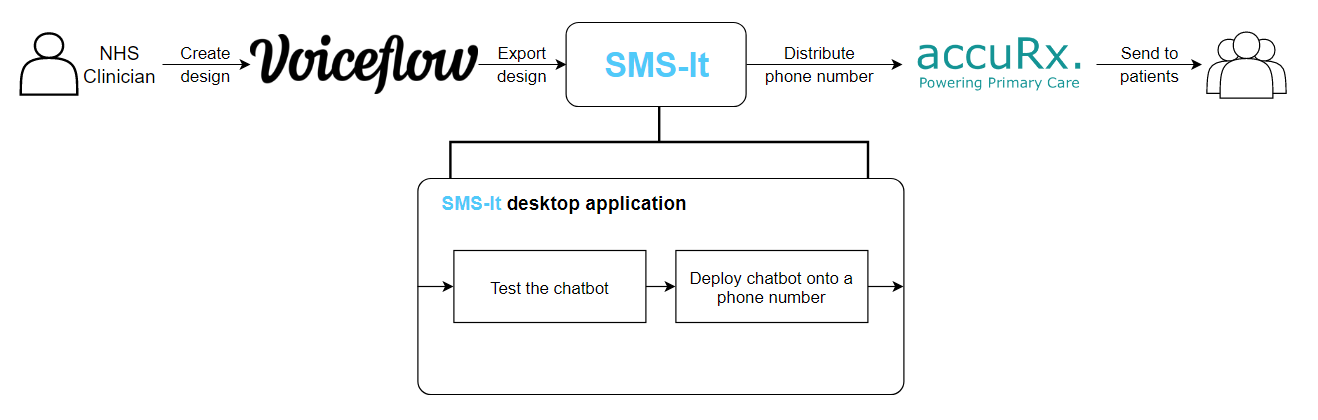 NHS
Clinician
Create
design
Voiceflow
Export
design
SMS-It
Distribute
phone number
accuRx.
Powering Primary Care
Send to
patients
SMS-It desktop application
Test the chatbot
Deploy chatbot onto a
phone number